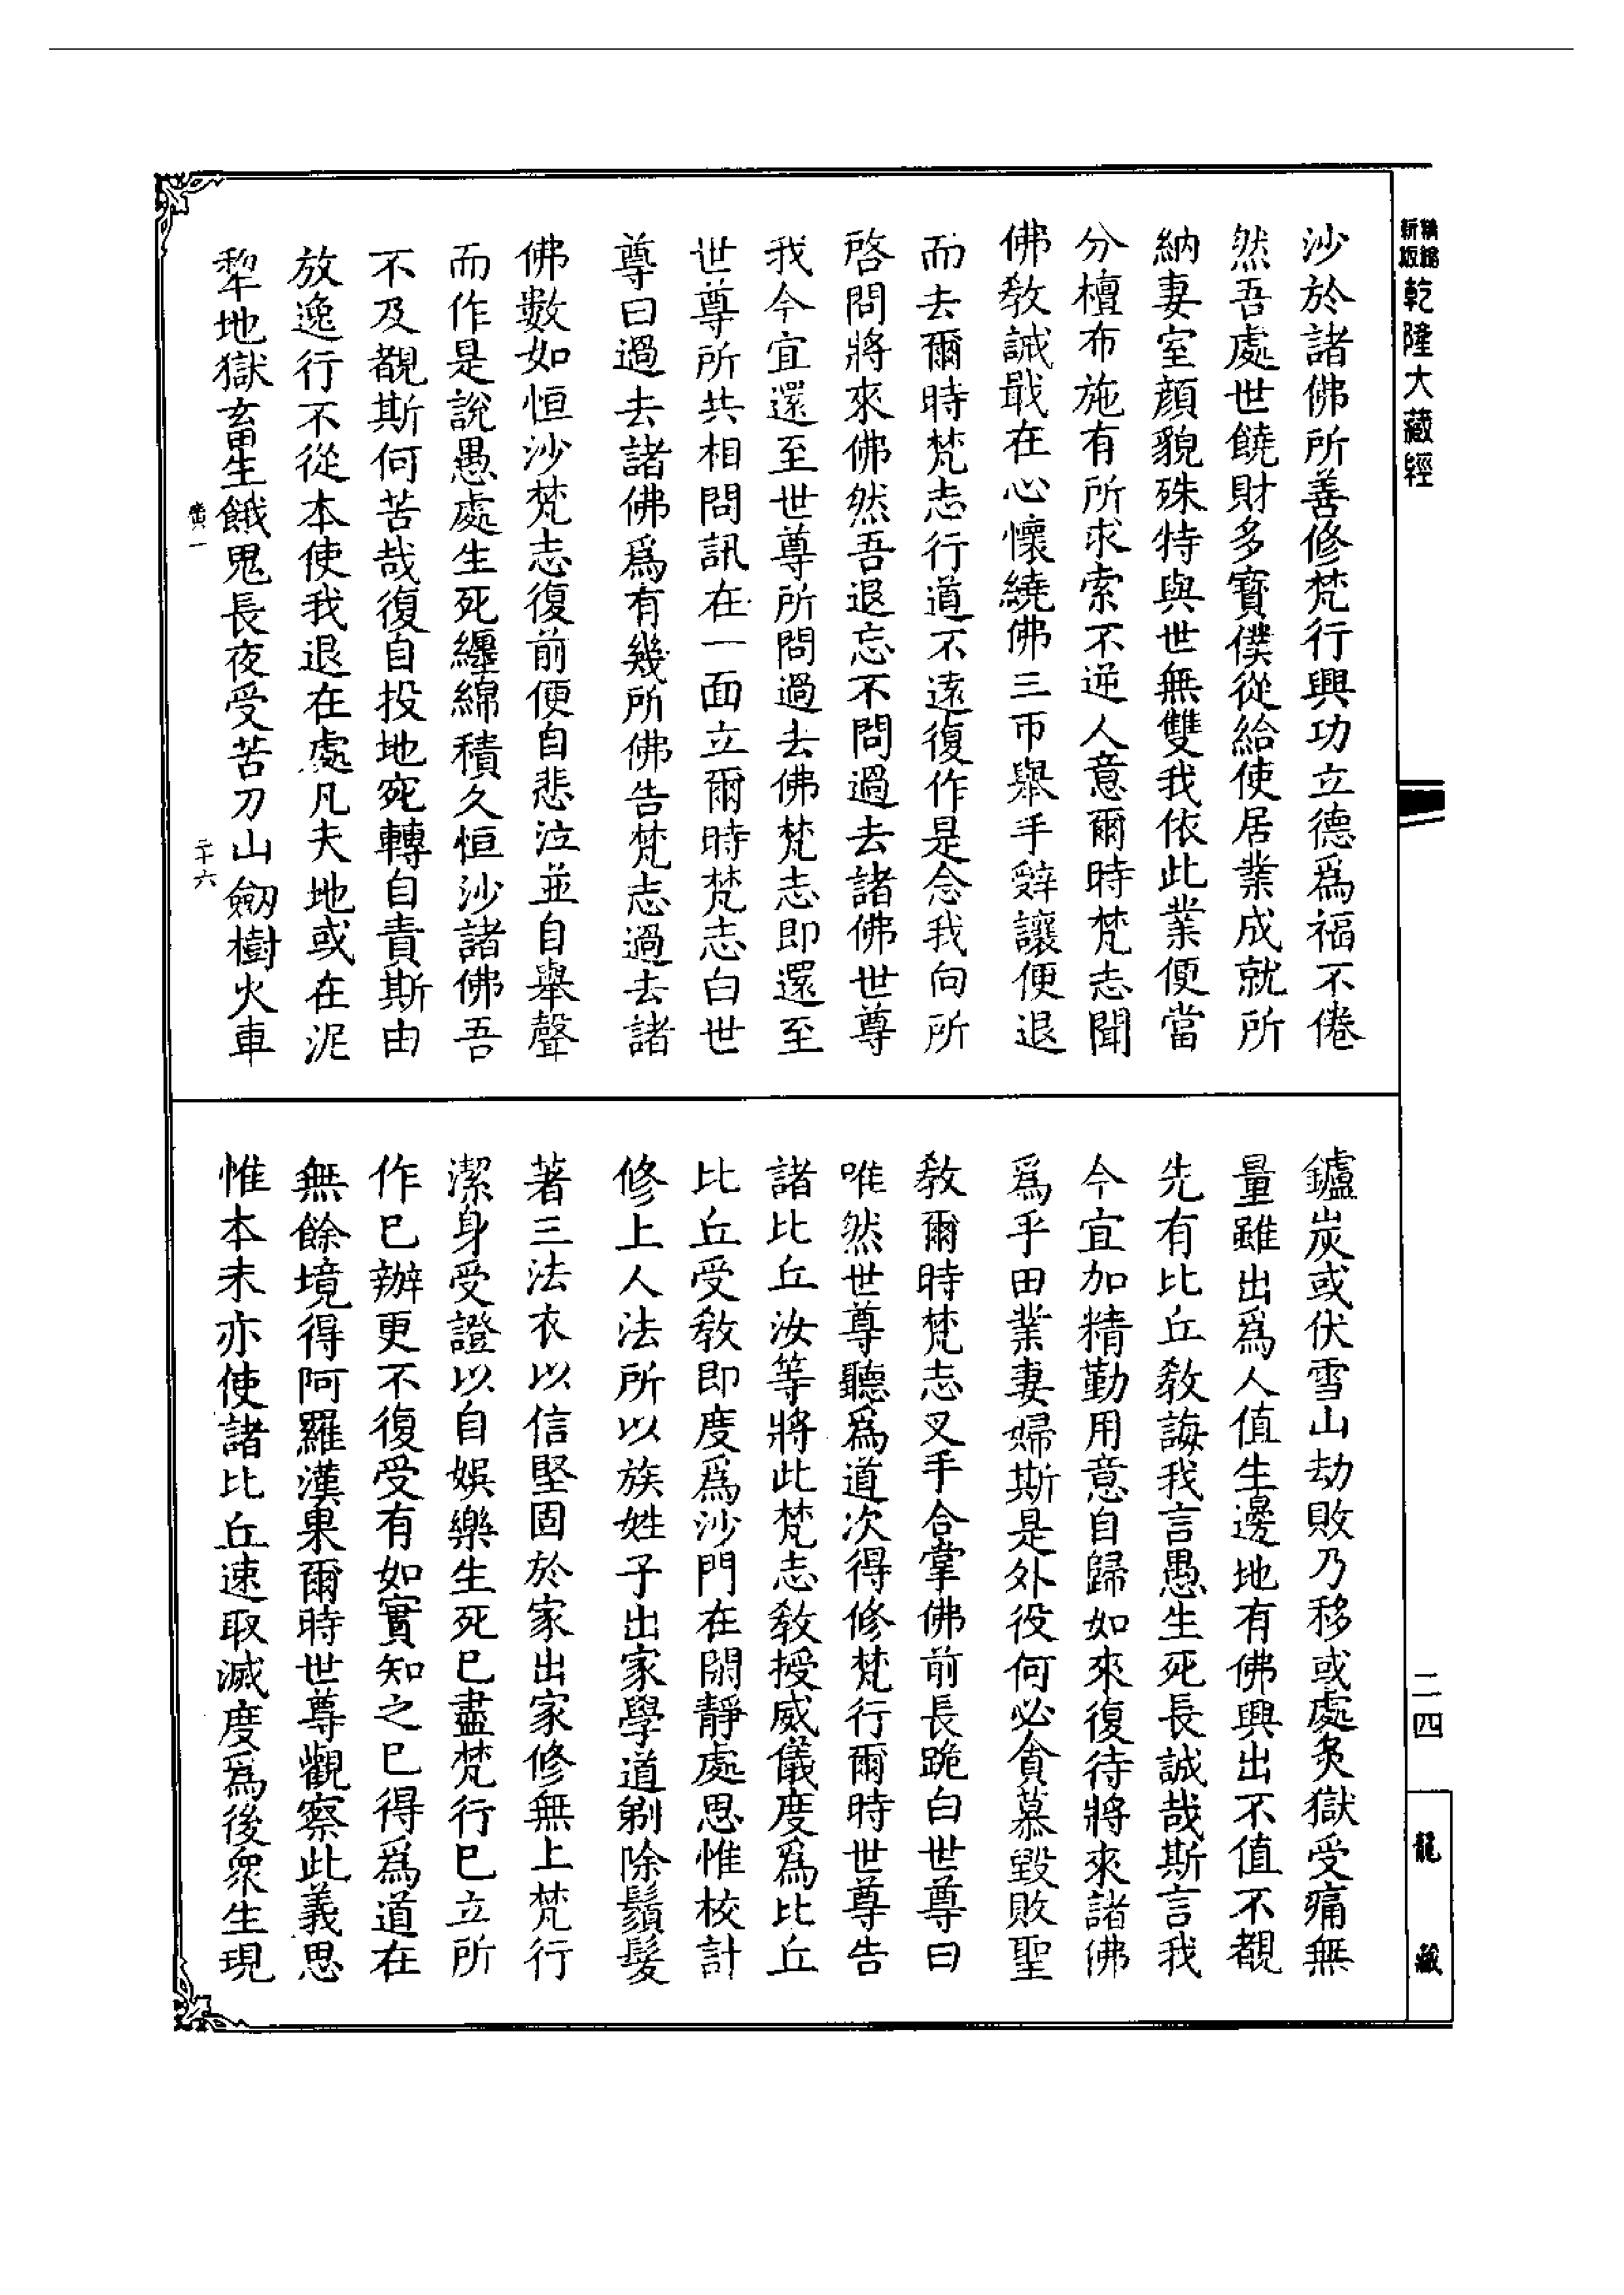 新版
精縮
乾隆大藏經
沙於諸佛所善修梵行興功立德爲福不倦
然吾處世饒財多寶僕從給使居業成就所
納妻室顏貌殊特與世無雙我依此業便當
分檀布施有所求索不逆人意爾時梵志聞
佛教誡戢在心懷繞佛三帀舉手辭讓便退
而去爾時梵志行道不遠復作是念我向所
啓問將來佛然吾退忘不問過去諸佛世尊
我今宜還至世尊所問過去佛梵志即還至
世尊所共相問訊在一面立爾時梵志白世
尊曰過去諸佛爲有幾所佛告梵志過去諸
佛數如恒沙梵志復前便自悲泣並自舉聲
而作是說愚處生死纏綿積久恒沙諸佛吾
不及覩斯何苦哉復自投地宛轉自責斯由
放逸行不從本使我退在處凡夫地或在泥
犂地獄畜生餓鬼長夜受苦刀山劒樹火車
二十六
鑪炭或伏雪山劫敗乃移或處炙獄受痛無
量雖出爲人值生邊地有佛興出不值不覩
先有比丘教誨我言愚生死長誠哉斯言我
今宜加精勤用意自歸如來復待將來諸佛
爲乎田業妻婦斯是外役何必貪慕毀敗聖
教爾時梵志叉手合掌佛前長跪白世尊曰
唯然世尊聽爲道次得修梵行爾時世尊告
諸比丘汝等將此梵志教授威儀度爲比丘
比丘受教即度爲沙門在閑靜處思惟校計
修上人法所以族姓子出家學道剃除鬚髮
著三法衣以信堅固於家出家修無上梵行
潔身受證以自娛樂生死已盡梵行已立所
作已辦更不復受有如實知之已得爲道在
無餘境得阿羅漢果爾時世尊觀察此義思
惟本末亦使諸比丘速取滅度爲後衆生現
二四
龍藏